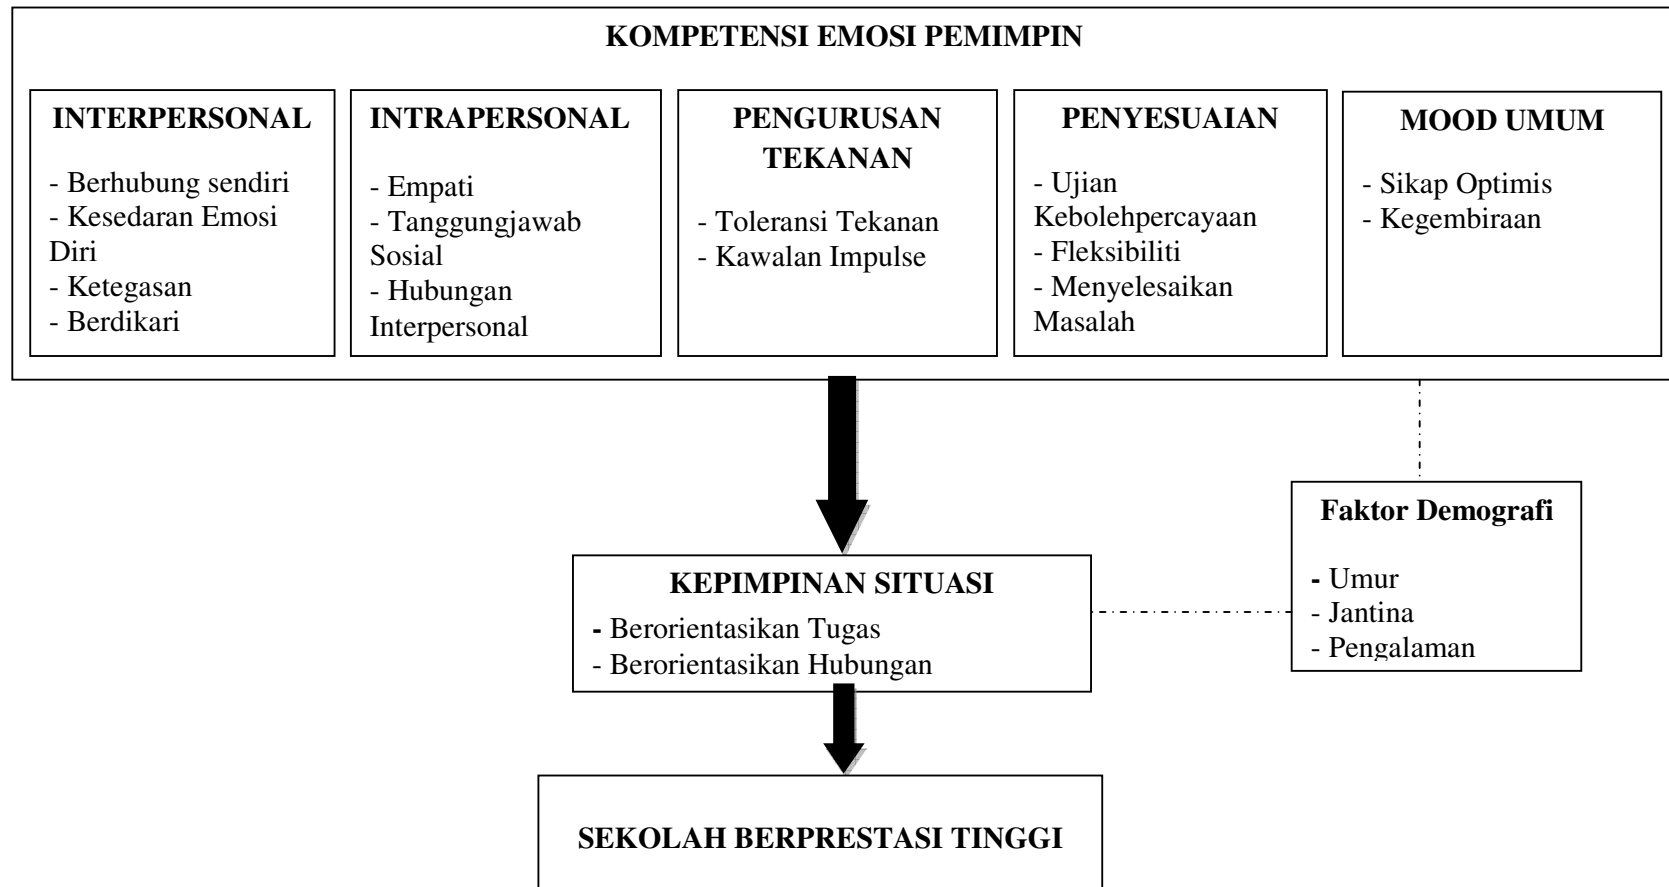 KOMPETENSI EMOSI PEMIMPIN
INTERPERSONAL
- Berhubung sendiri
- Kesedaran Emosi
Diri
- Ketegasan
- Berdikari
INTRAPERSONAL
- Empati
- Tanggungjawab
Sosial
- Hubungan
Interpersonal
PENGURUSAN
TEKANAN
- Toleransi Tekanan
- Kawalan Impulse
PENYESUAIAN
- Ujian
Kebolehpercayaan
- Fleksibiliti
- Menyelesaikan
Masalah
MOOD UMUM
- Sikap Optimis
- Kegembiraan
Faktor Demografi
- Umur
- Jantina
- Pengalaman
KEPIMPINAN SITUASI
- Berorientasikan Tugas
- Berorientasikan Hubungan
SEKOLAH BERPRESTASI TINGGI